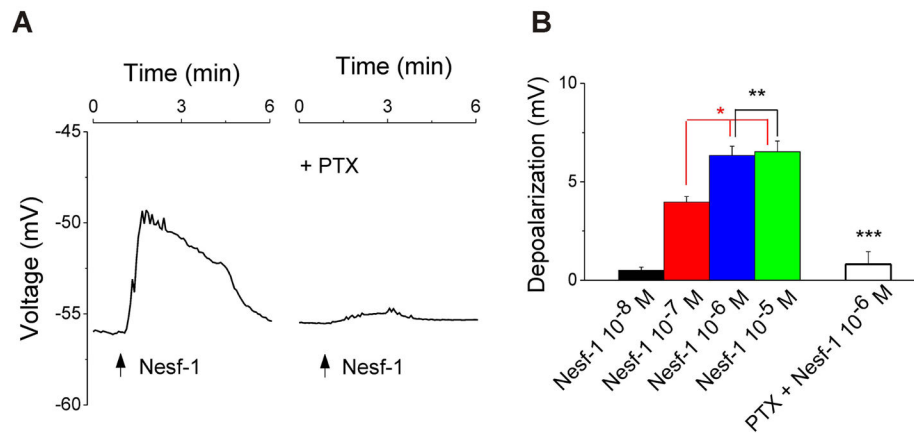 A
Time (min)
0 3 6
Time (min)
0 3 6
-45
-50
-55
-60
Voltage (mV)
+ PTX
Nesf-1
Nesf-1
B
10
5
0
Depoalarization (mV)
*
**
***
Nesf-1 10⁻⁸ M
Nesf-1 10⁻⁷ M
Nesf-1 10⁻⁶ M
Nesf-1 10⁻⁵ M
PTX + Nesf-1 10⁻⁶ M